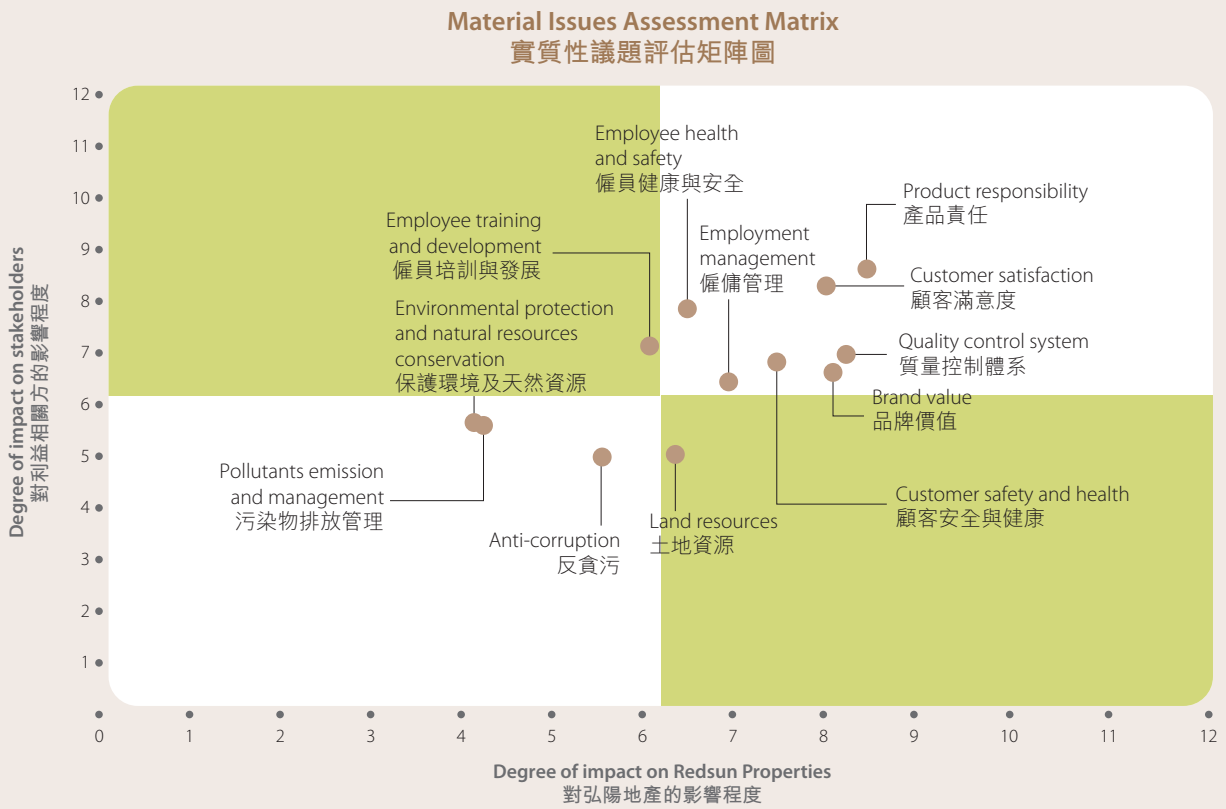 Material Issues Assessment Matrix
實質性議題評估矩陣圖
Degree of impact on stakeholders
對利益相關方的影響程度
12
11
10
9
8
7
6
5
4
3
2
1
Employee health
and safety
僱員健康與安全
Product responsibility
產品責任
Employee training
and development
僱員培訓與發展
Employment
management
僱傭管理
Customer satisfaction
顧客滿意度
Environmental protection
and natural resources
conservation
保護環境及天然資源
Quality control system
質量控制體系
Brand value
品牌價值
Pollutants emission
and management
污染物排放管理
Customer safety and health
顧客安全與健康
Anti-corruption
反貪污
Land resources
土地資源
0 1 2 3 4 5 6 7 8 9 10 11 12
Degree of impact on Redsun Properties
對弘陽地產的影響程度